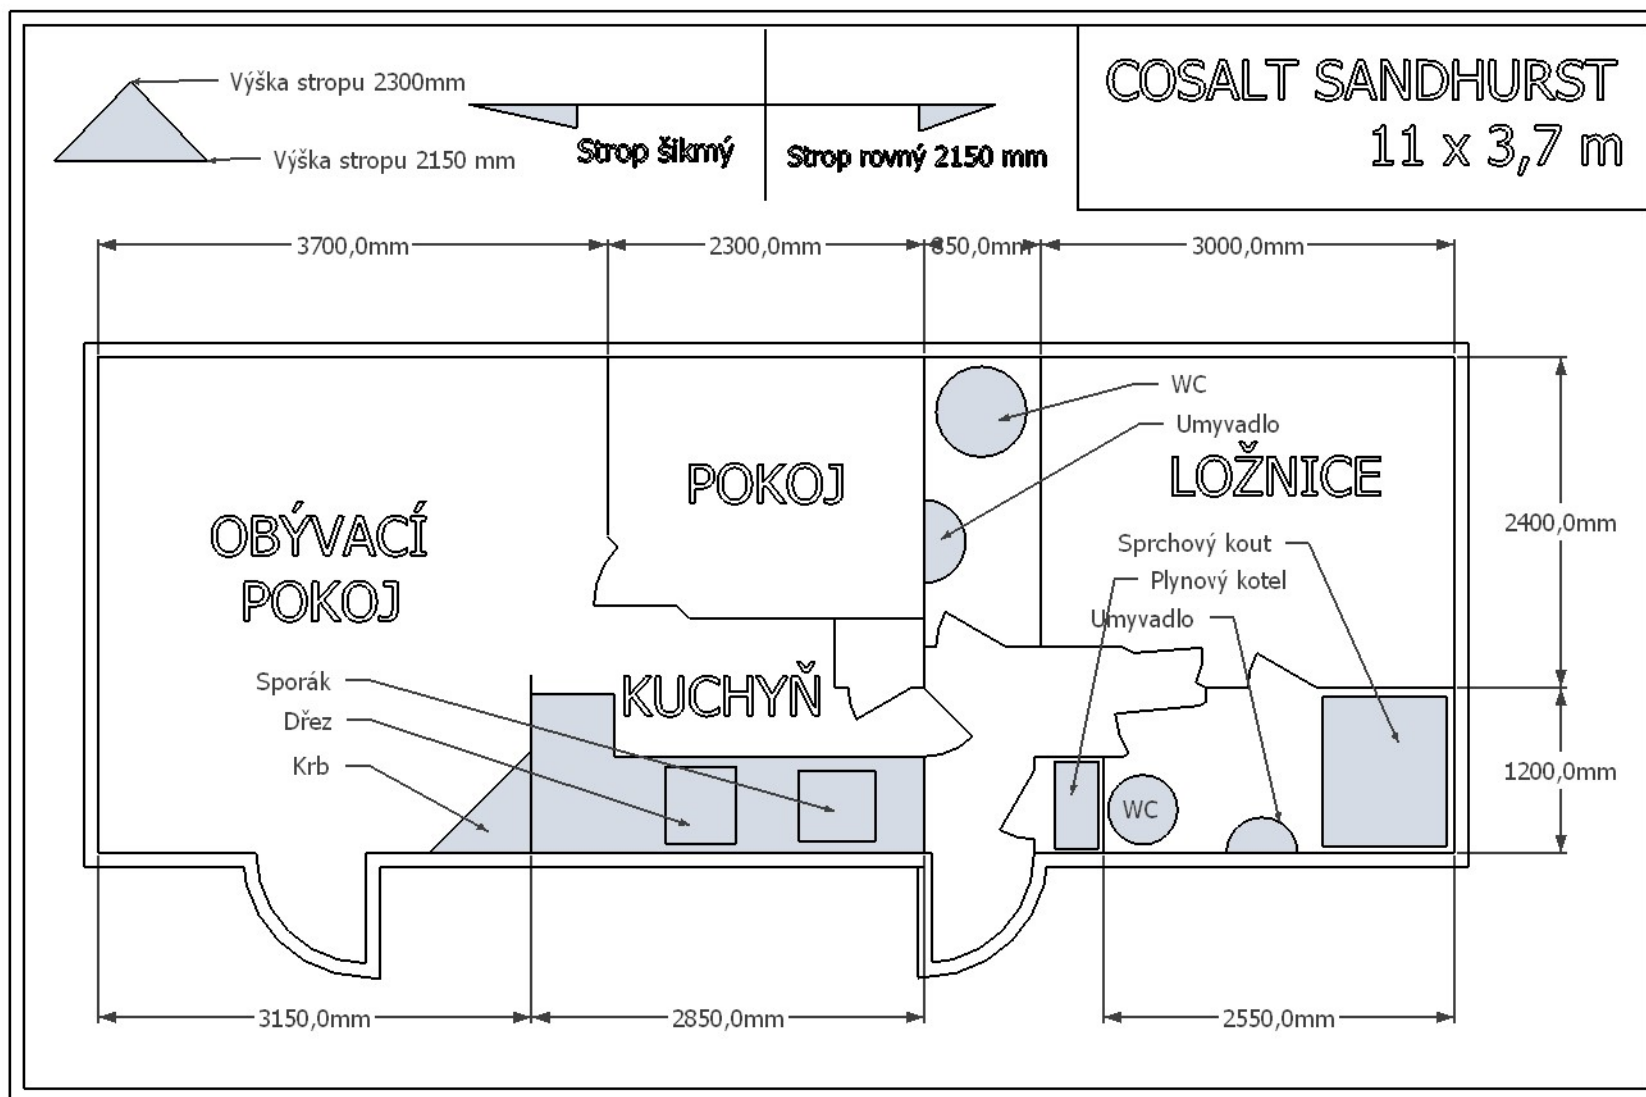 Výška stropu 2300mm
Výška stropu 2150 mm
Strop šikmý
Strop rovný 2150 mm
COSALT SANDHURST
11 x 3,7 m
3700,0mm
2300,0mm
850,0mm
3000,0mm
WC
Umyvadlo
LOŽNICE
POKOJ
OBÝVACÍ
POKOJ
2400,0mm
Sprchový kout
Plynový kotel
Umyvadlo
KUCHYŇ
Sporák
Dřez
Krb
1200,0mm
WC
3150,0mm
2850,0mm
2550,0mm